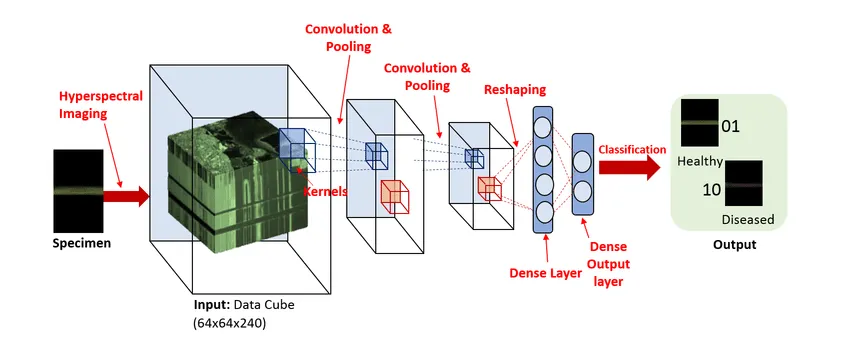 Convolution &
Pooling
Convolution &
Pooling
Hyperspectral
Imaging
Reshaping
Kernels
Classification
01
Healthy
10
Diseased
Specimen
Output
Dense Layer
Dense
Output
layer
Input: Data Cube
(64x64x240)